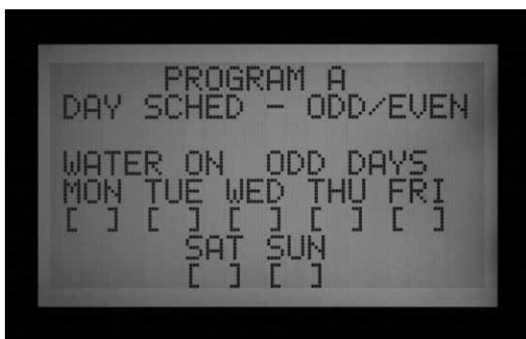 PROGRAM A
DAY SCHED - ODD/EVEN
WATER ON ODD DAYS
MON TUE WED THU FRI
[ ] [ ] [ ] [ ] [ ]
SAT SUN
[ ] [ ]